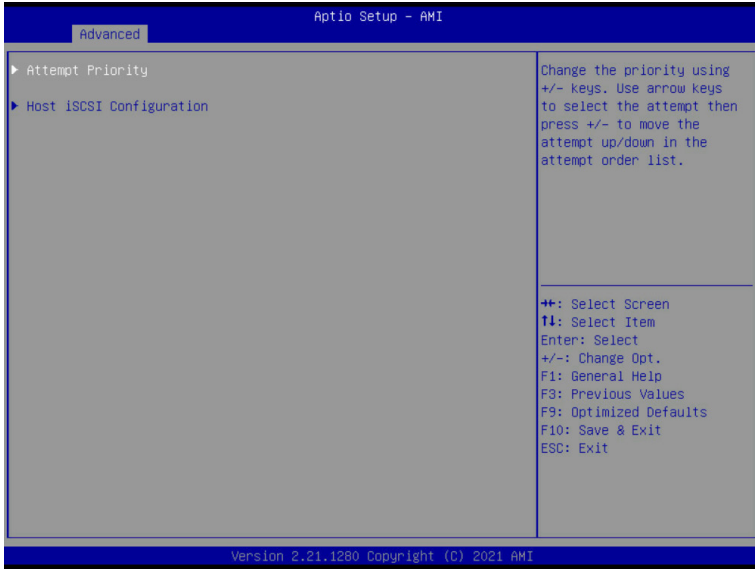 Aptio Setup – AMI
Advanced
▶ Attempt Priority
▶ Host iSCSI Configuration
Change the priority using
+/– keys. Use arrow keys
to select the attempt then
press +/– to move the
attempt up/down in the
attempt order list.
→←: Select Screen
↑↓: Select Item
Enter: Select
+/–: Change Opt.
F1: General Help
F3: Previous Values
F9: Optimized Defaults
F10: Save & Exit
ESC: Exit
Version 2.21.1280 Copyright (C) 2021 AMI